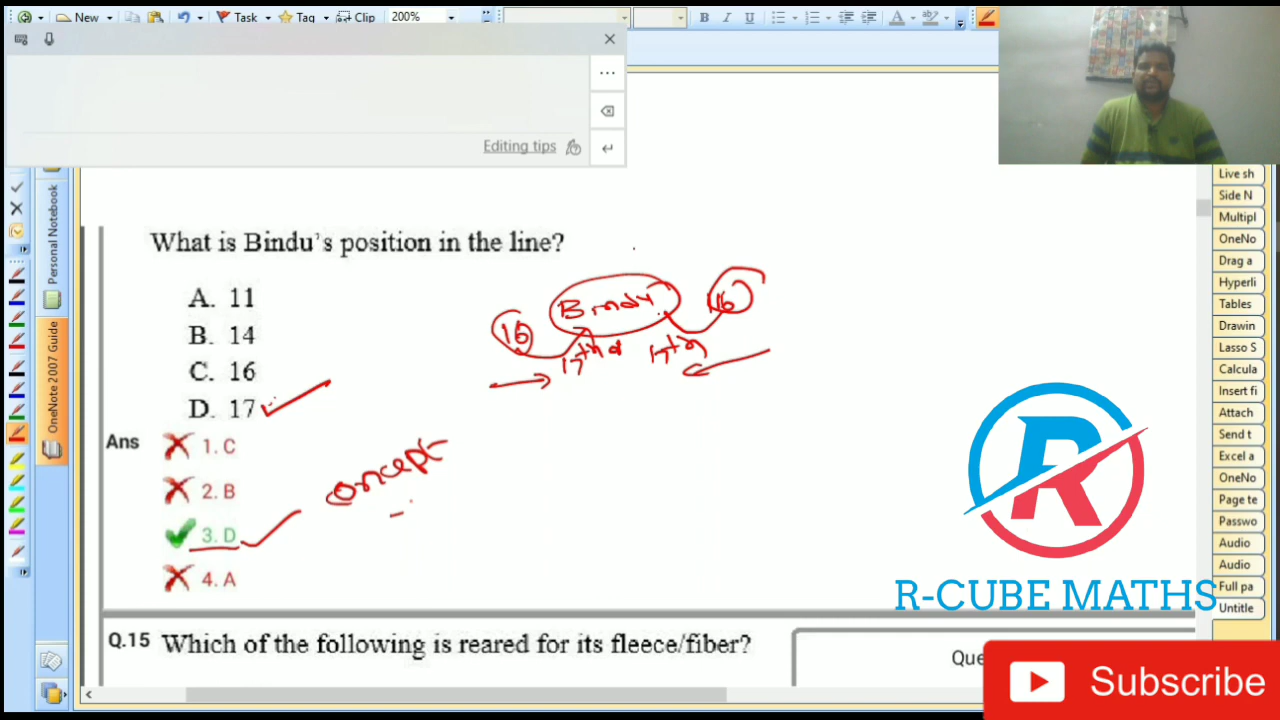 New
Task
Tag
Clip
200%
B I U
A
ab
Editing tips
Live sh
Side N
Multipl
OneNo
Drag a
Hyperli
Tables
Drawin
Lasso S
Calcula
Insert fi
Attach
Send t
Excel a
OneNo
Page te
Passwo
Audio
Audio
Full pa
Untitle
Personal Notebook
OneNote 2007 Guide
What is Bindu's position in the line?
A. 11
B. 14
C. 16
D. 17
16 Bindu 16
17th 17th
Ans
1. C
2. B
3. D
4. A
concept
R
R-CUBE MATHS
Q.15 Which of the following is reared for its fleece/fiber?
Que
Subscribe